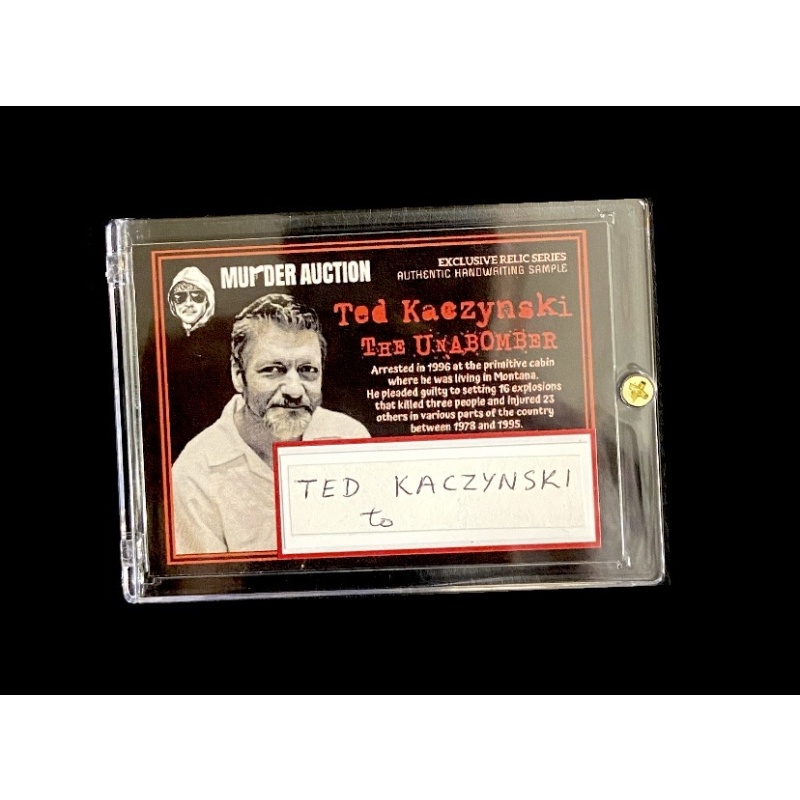 MURDER AUCTION
EXCLUSIVE RELIC SERIES
AUTHENTIC HANDWRITING SAMPLE
Ted Kaczynski
THE UNABOMBER
Arrested in 1996 at the primitive cabin
where he was living in Montana.
He pleaded guilty to setting 16 explosions
that killed three people and injured 23
others in various parts of the country
between 1978 and 1995.
TED KACZYNSKI
to